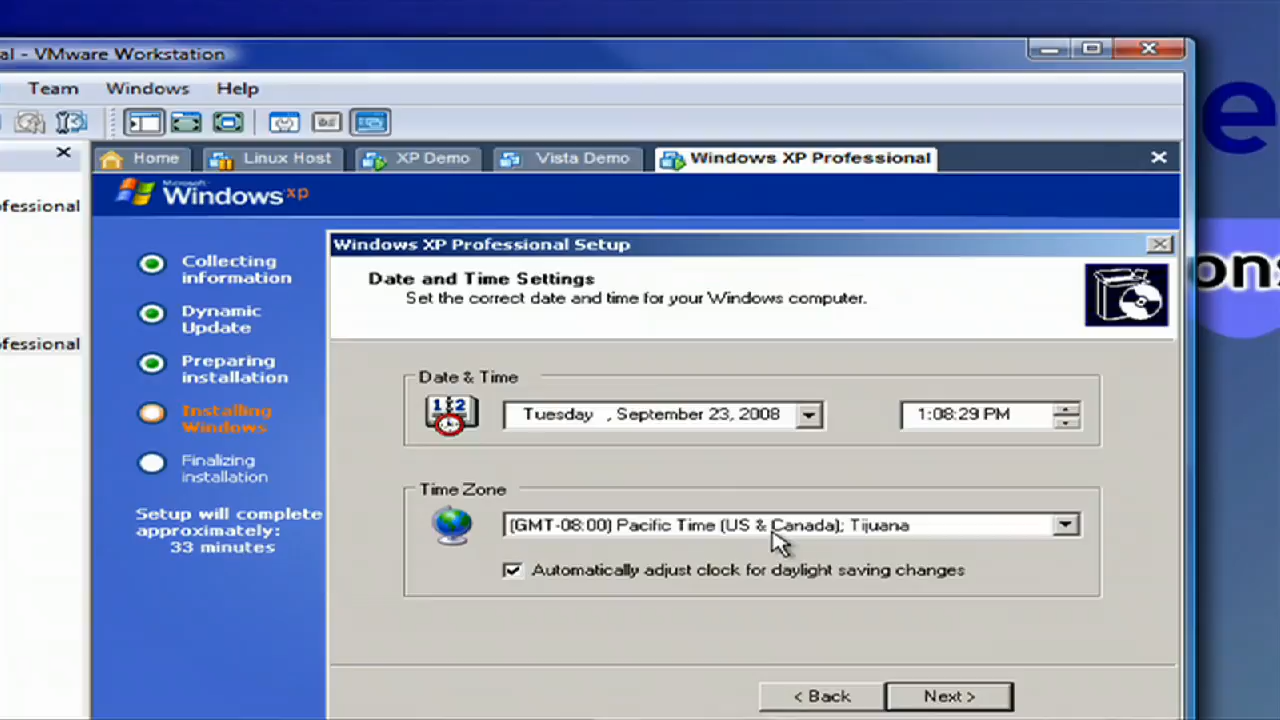 al - VMware Workstation
Team Windows Help
Home Linux Host XP Demo Vista Demo Windows XP Professional
Microsoft
Windows xp
ofessional
ofessional
Collecting
information
Dynamic
Update
Preparing
installation
Installing
Windows
Finalizing
installation
Setup will complete
approximately:
33 minutes
Windows XP Professional Setup
Date and Time Settings
Set the correct date and time for your Windows computer.
Date & Time
Tuesday , September 23, 2008 1:08:29 PM
Time Zone
(GMT-08:00) Pacific Time (US & Canada); Tijuana
Automatically adjust clock for daylight saving changes
< Back Next >
e
ons